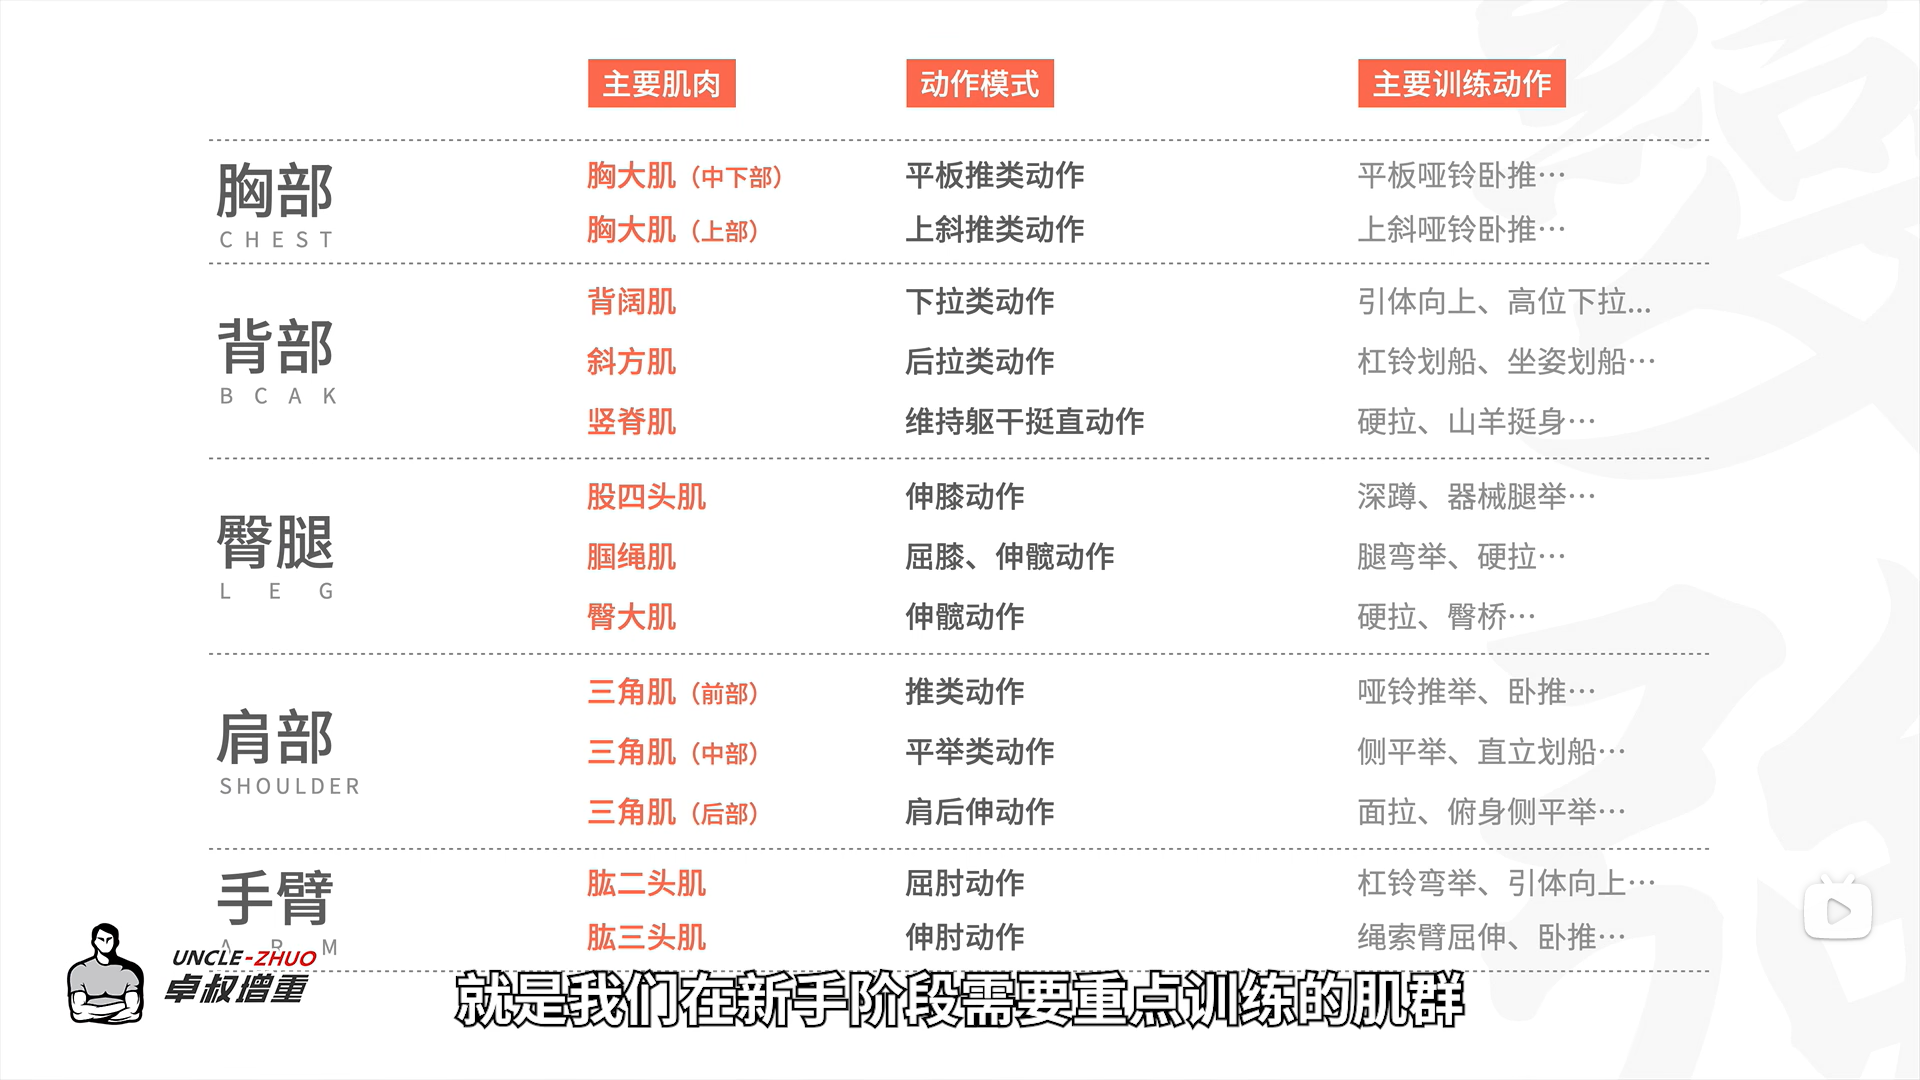 主要肌肉 动作模式 主要训练动作
胸部
CHEST
胸大肌（中下部） 平板推类动作 平板哑铃卧推…
胸大肌（上部） 上斜推类动作 上斜哑铃卧推…
背部
BCAK
背阔肌 下拉类动作 引体向上、高位下拉...
斜方肌 后拉类动作 杠铃划船、坐姿划船…
竖脊肌 维持躯干挺直动作 硬拉、山羊挺身…
臀腿
LEG
股四头肌 伸膝动作 深蹲、器械腿举…
腘绳肌 屈膝、伸髋动作 腿弯举、硬拉…
臀大肌 伸髋动作 硬拉、臀桥…
肩部
SHOULDER
三角肌（前部） 推类动作 哑铃推举、卧推…
三角肌（中部） 平举类动作 侧平举、直立划船…
三角肌（后部） 肩后伸动作 面拉、俯身侧平举…
手臂
ARM
肱二头肌 屈肘动作 杠铃弯举、引体向上…
肱三头肌 伸肘动作 绳索臂屈伸、卧推…
UNCLE-ZHUO
卓叔增重
就是我们在新手阶段需要重点训练的肌群